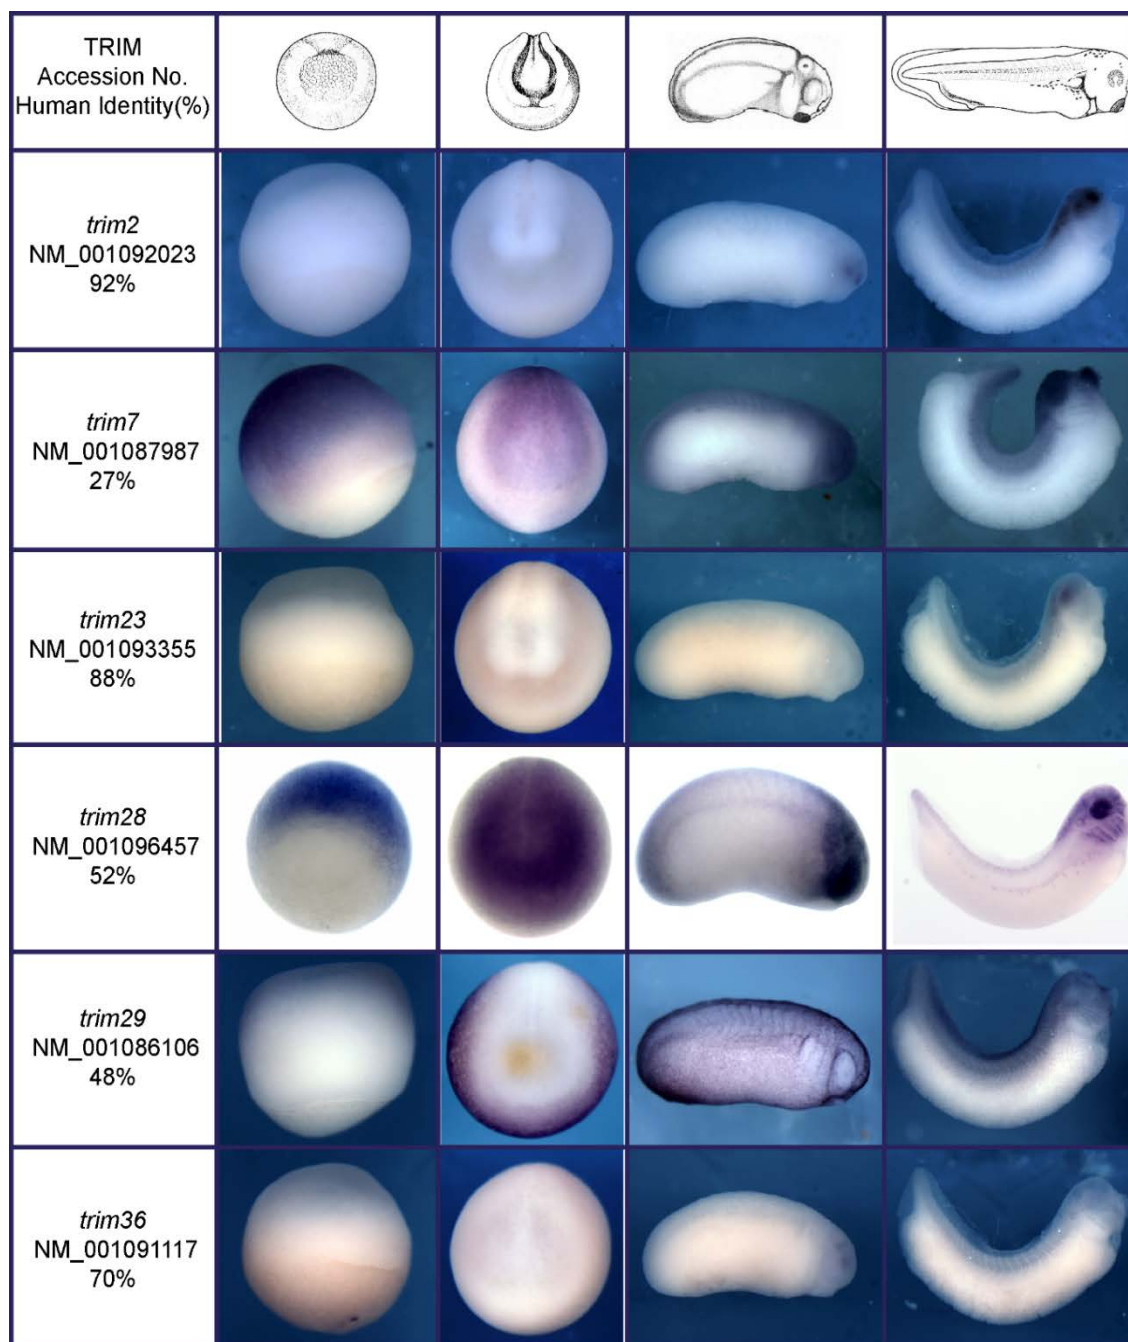 TRIM
Accession No.
Human Identity(%)
trim2
NM_001092023
92%
trim7
NM_001087987
27%
trim23
NM_001093355
88%
trim28
NM_001096457
52%
trim29
NM_001086106
48%
trim36
NM_001091117
70%